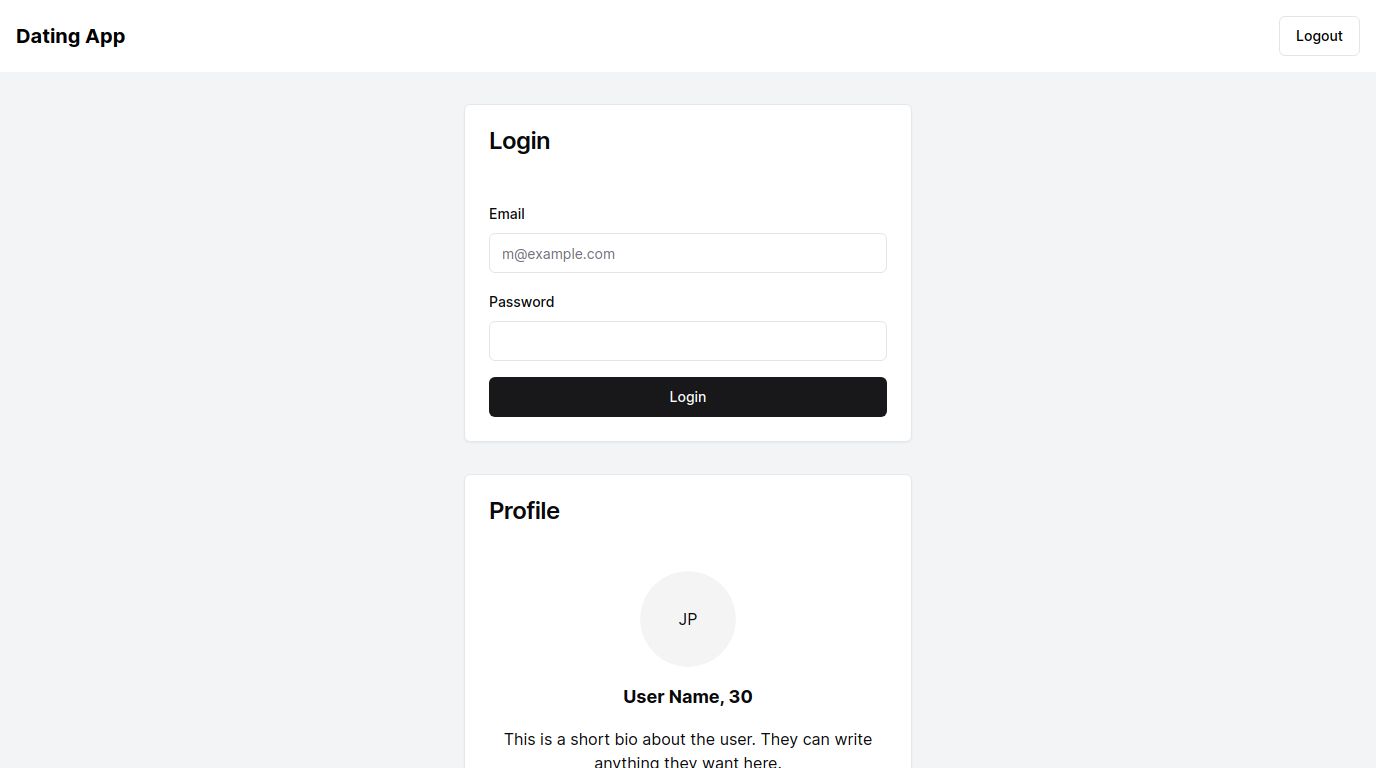 Dating App
Logout
Login
Email
m@example.com
Password
Login
Profile
JP
User Name, 30
This is a short bio about the user. They can write
anything they want here.